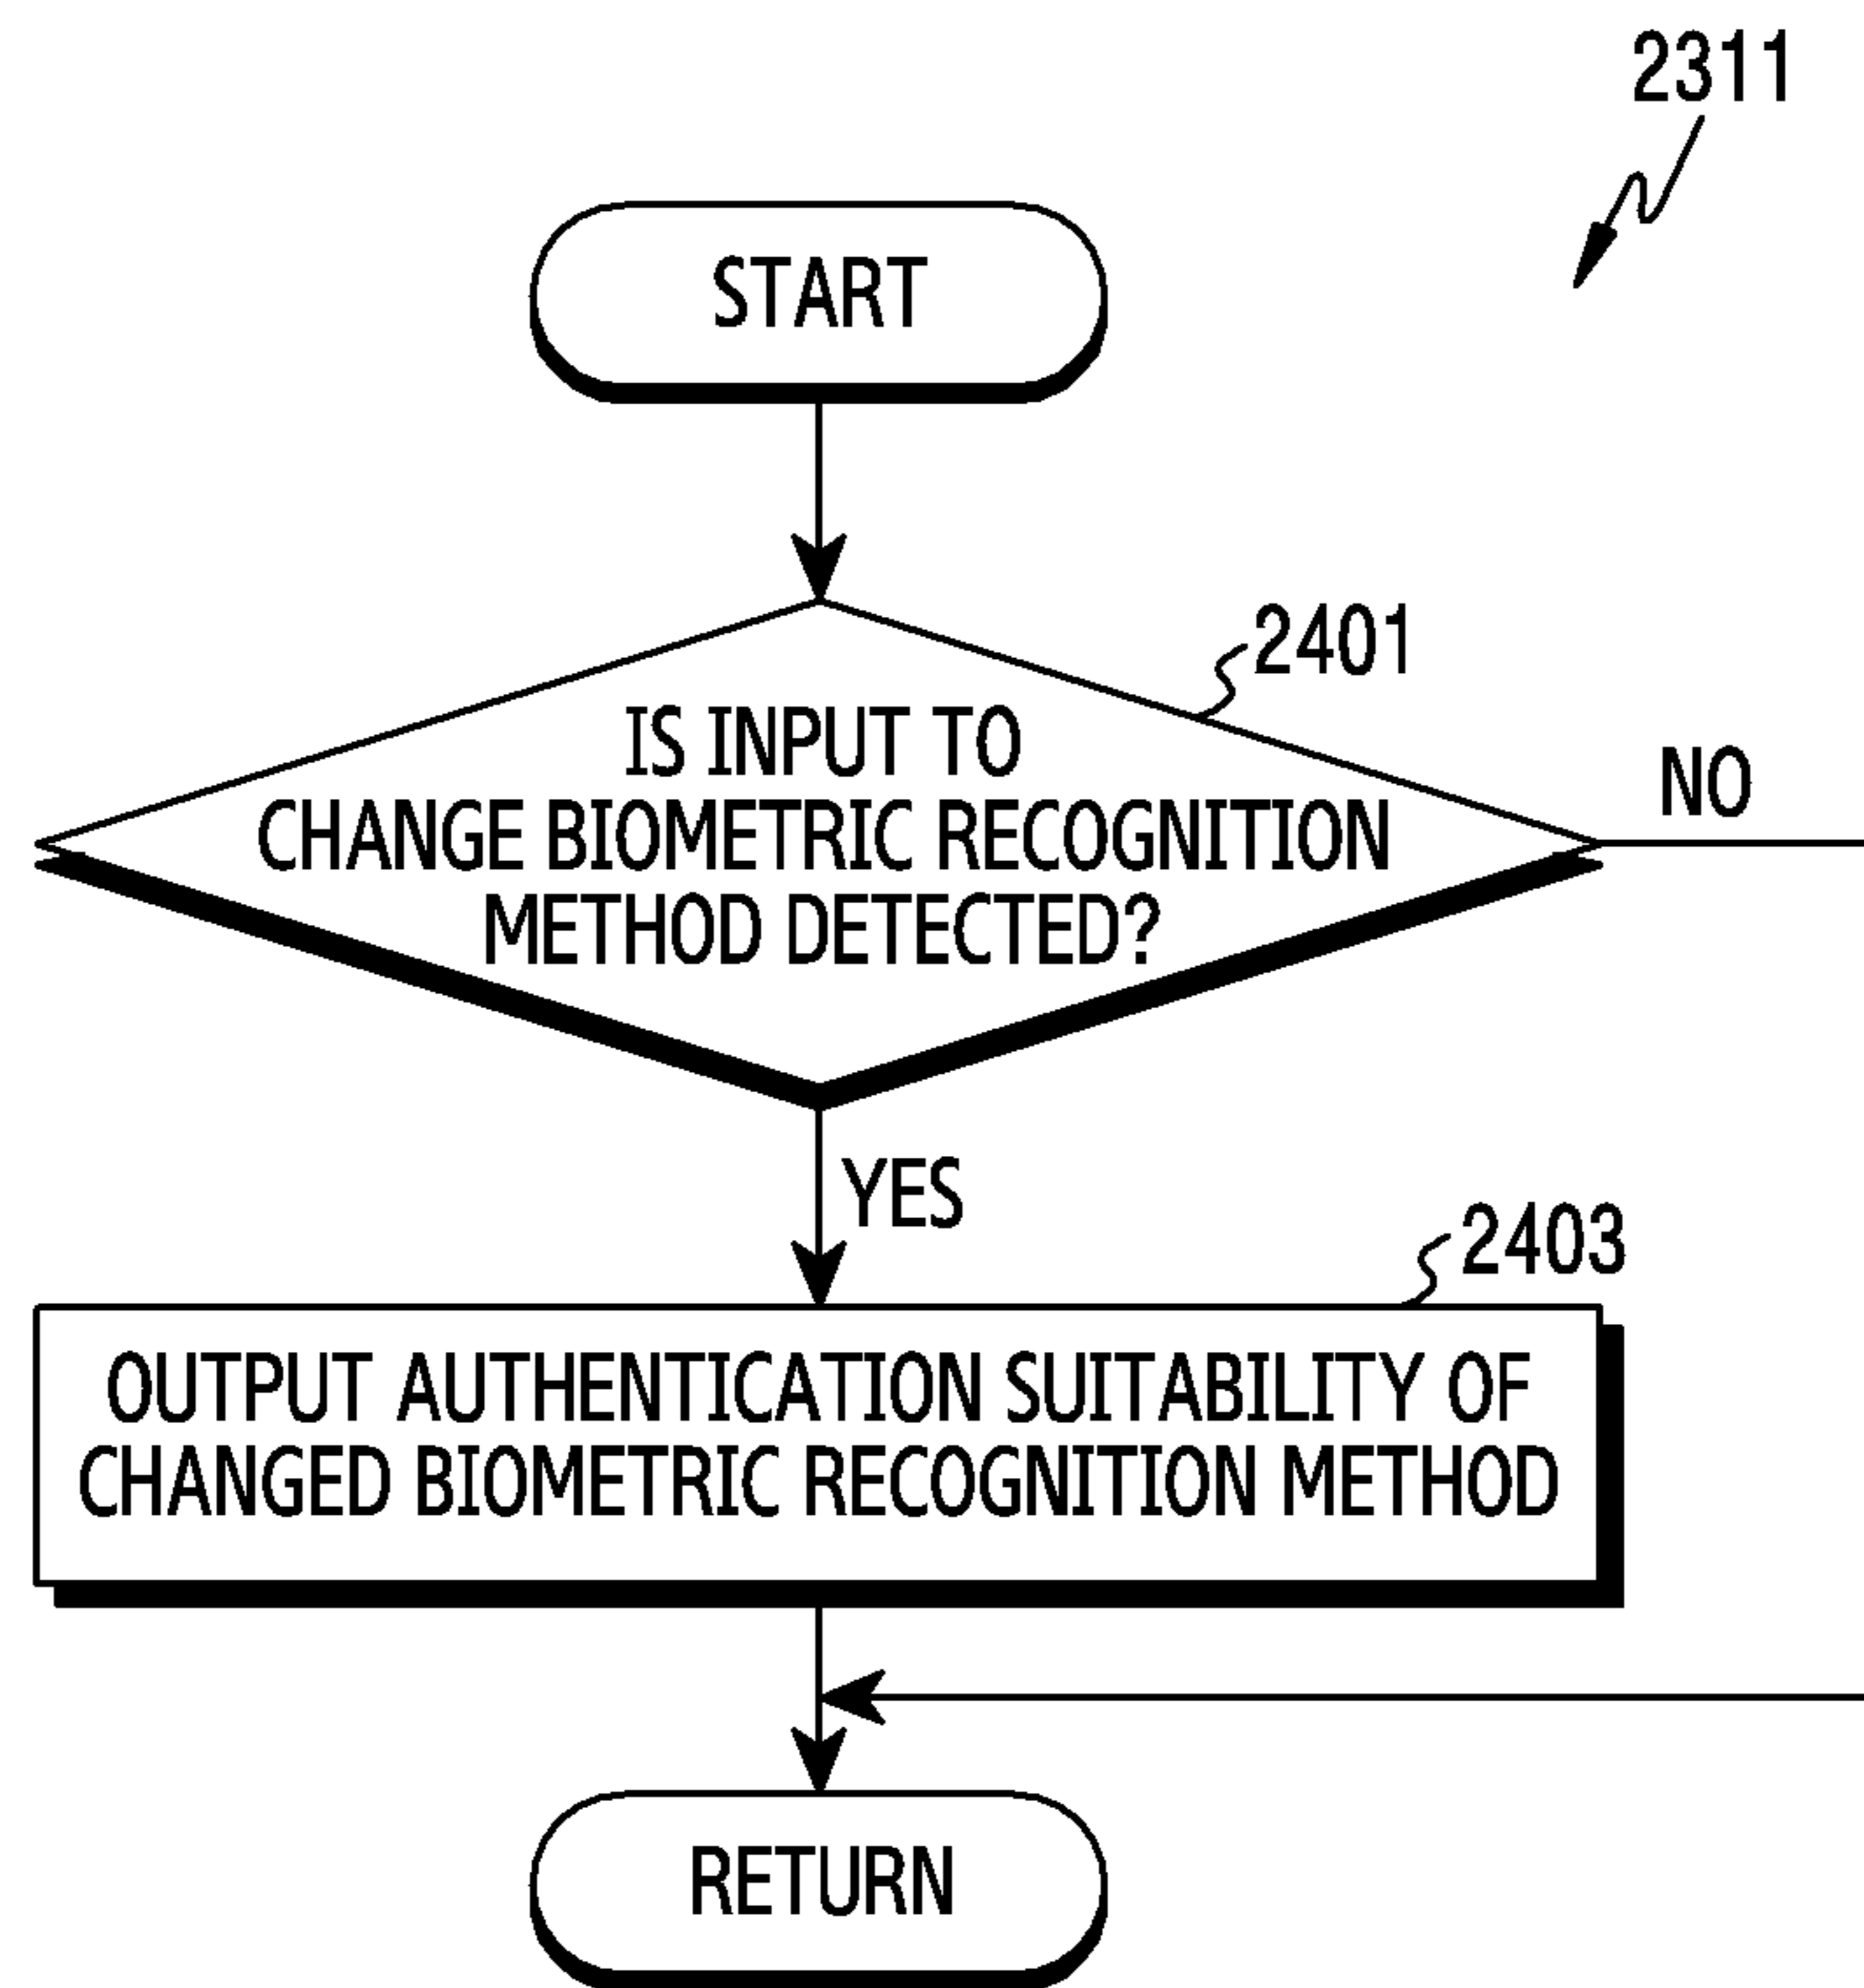 2311
START
2401
IS INPUT TO
CHANGE BIOMETRIC RECOGNITION
METHOD DETECTED?
NO
YES
2403
OUTPUT AUTHENTICATION SUITABILITY OF
CHANGED BIOMETRIC RECOGNITION METHOD
RETURN